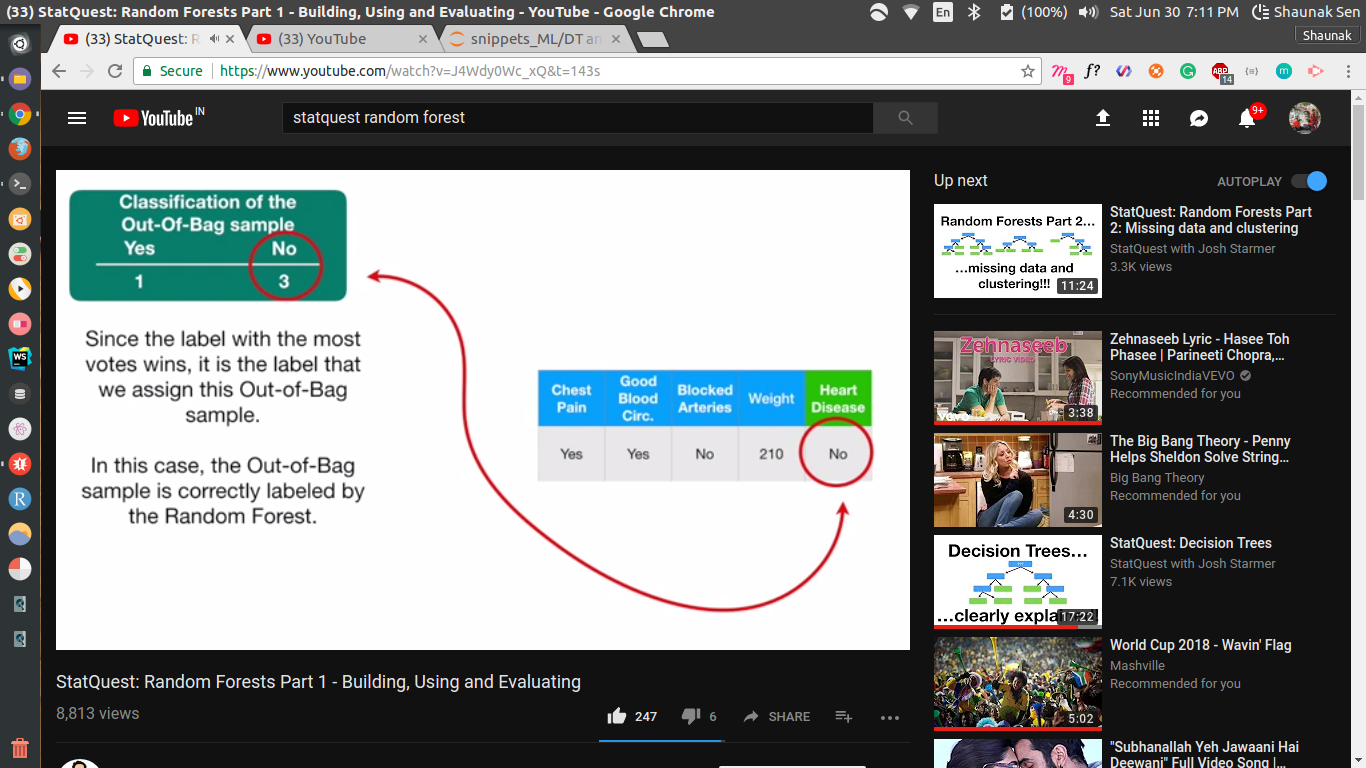 (33) StatQuest: Random Forests Part 1 - Building, Using and Evaluating - YouTube - Google Chrome
En
(100%)
Sat Jun 30 7:11 PM
Shaunak Sen
(33) StatQuest: R
(33) YouTube
snippets_ML/DT an
Shaunak
Secure
https://www.youtube.com/watch?v=J4Wdy0Wc_xQ&t=143s
9
f?
ABP
14
m
YouTube IN
statquest random forest
9+
Classification of the
Out-Of-Bag sample
Yes No
1 3
Since the label with the most
votes wins, it is the label that
we assign this Out-of-Bag
sample.
In this case, the Out-of-Bag
sample is correctly labeled by
the Random Forest.
Chest Pain
Good Blood Circ.
Blocked Arteries
Weight
Heart Disease
Yes Yes No 210 No
StatQuest: Random Forests Part 1 - Building, Using and Evaluating
8,813 views
247
6
SHARE
Up next
AUTOPLAY
Random Forests Part 2...
...missing data and
clustering!!!
11:24
StatQuest: Random Forests Part
2: Missing data and clustering
StatQuest with Josh Starmer
3.3K views
Zehnaseeb
LYRIC VIDEO
vevo
3:38
Zehnaseeb Lyric - Hasee Toh
Phasee | Parineeti Chopra,...
SonyMusicIndiaVEVO
Recommended for you
4:30
The Big Bang Theory - Penny
Helps Sheldon Solve String...
Big Bang Theory
Recommended for you
Decision Trees...
...clearly expla
17:22
StatQuest: Decision Trees
StatQuest with Josh Starmer
7.1K views
5:02
World Cup 2018 - Wavin' Flag
Mashville
Recommended for you
"Subhanallah Yeh Jawaani Hai
Deewani" Full Video Song |...
WS
R